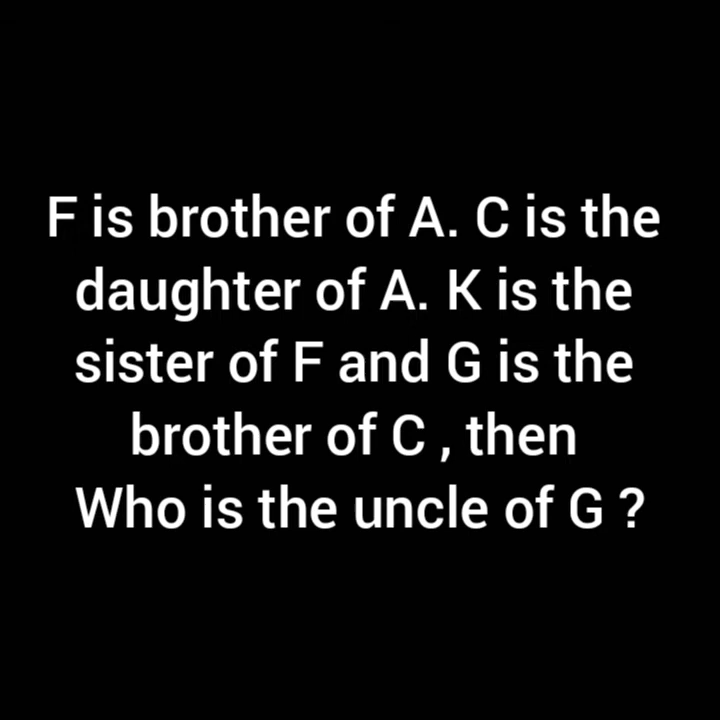 F is brother of A. C is the
daughter of A. K is the
sister of F and G is the
brother of C , then
Who is the uncle of G ?